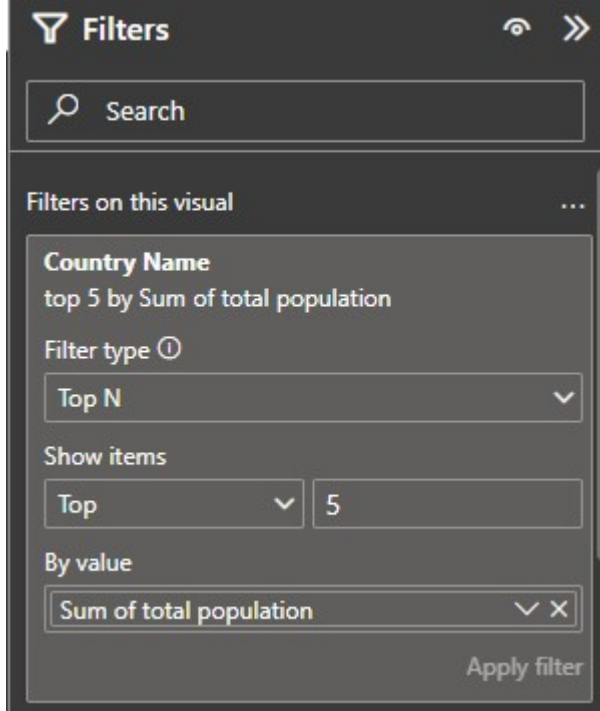 Filters
Search
Filters on this visual
...
Country Name
top 5 by Sum of total population
Filter type
Top N
Show items
Top 5
By value
Sum of total population
Apply filter